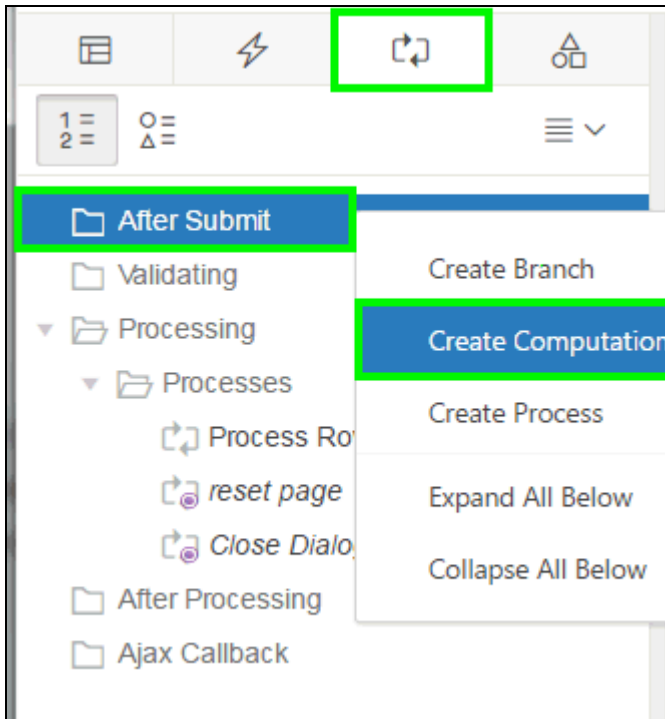 1
2
After Submit
Validating
Create Branch
Processing
Create Computation
Processes
Create Process
Process Ro
reset page
Expand All Below
Close Dialo
Collapse All Below
After Processing
Ajax Callback